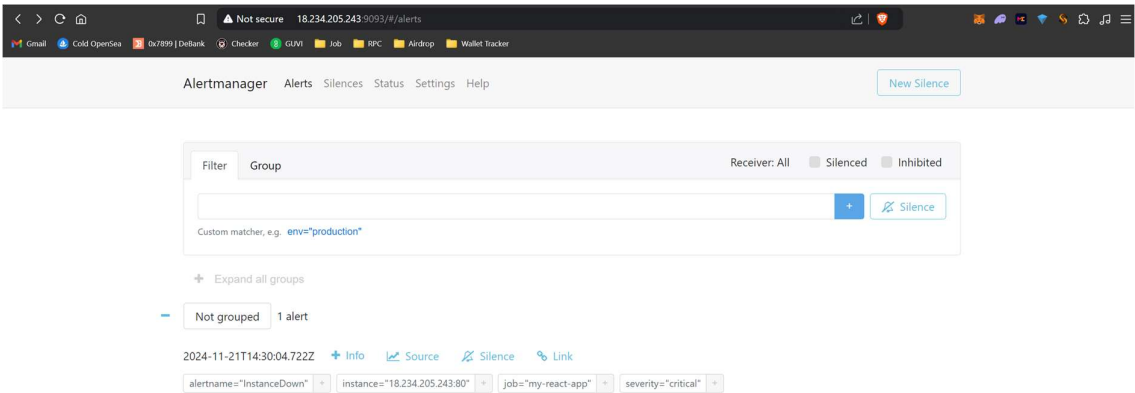 Not secure 18.234.205.243:9093/#/alerts
Gmail Cold OpenSea 0x7899 | DeBank Checker GUVI Job RPC Airdrop Wallet Tracker
Alertmanager Alerts Silences Status Settings Help New Silence
Filter Group Receiver: All Silenced Inhibited
+ Silence
Custom matcher, e.g. env="production"
+ Expand all groups
Not grouped 1 alert
2024-11-21T14:30:04.722Z + Info Source Silence Link
alertname="InstanceDown" + instance="18.234.205.243:80" + job="my-react-app" + severity="critical" +